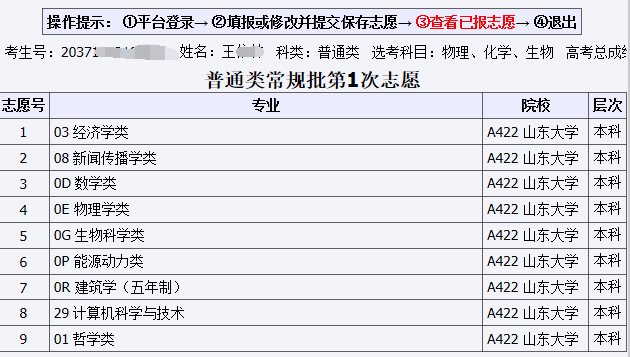 操作提示： ①平台登录→ ②填报或修改并提交保存志愿→ ③查看已报志愿→ ④退出
考生号：20371 姓名：王 科类：普通类 选考科目：物理、化学、生物 高考总成
普通类常规批第1次志愿
志愿号 专业 院校 层次
1 03 经济学类 A422 山东大学 本科
2 08 新闻传播学类 A422 山东大学 本科
3 0D 数学类 A422 山东大学 本科
4 0E 物理学类 A422 山东大学 本科
5 0G 生物科学类 A422 山东大学 本科
6 0P 能源动力类 A422 山东大学 本科
7 0R 建筑学（五年制） A422 山东大学 本科
8 29 计算机科学与技术 A422 山东大学 本科
9 01 哲学类 A422 山东大学 本科